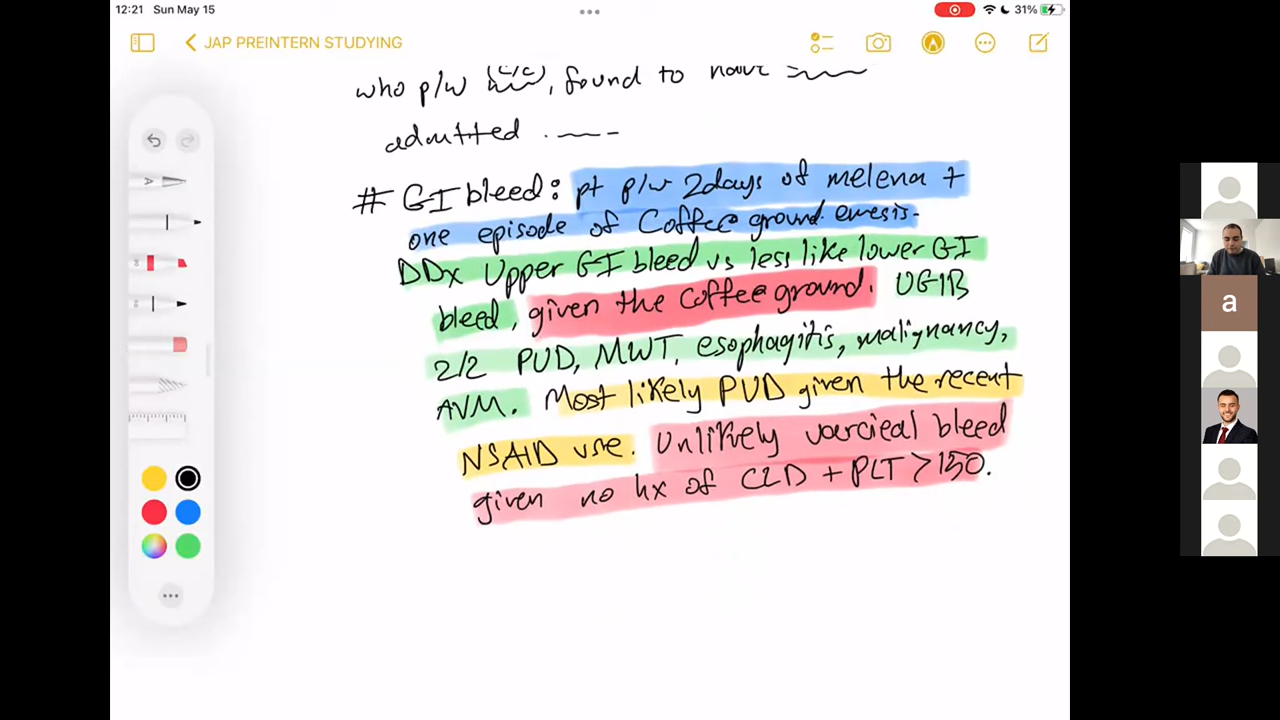 12:21 Sun May 15
31%
JAP PREINTERN STUDYING
who p/w (c/c), found to have
admitted
# GI bleed: pt p/w 2days of melena +
one episode of Coffee ground emesis.
DDx Upper GI bleed vs less like lower GI
bleed, given the coffee ground. UGIB
2/2 PUD, MWT, esophagitis, malignancy,
AVM. Most likely PUD given the recent
NSAID use. Unlikely varcieal bleed
given no hx of CLD + PLT > 150.
A
a